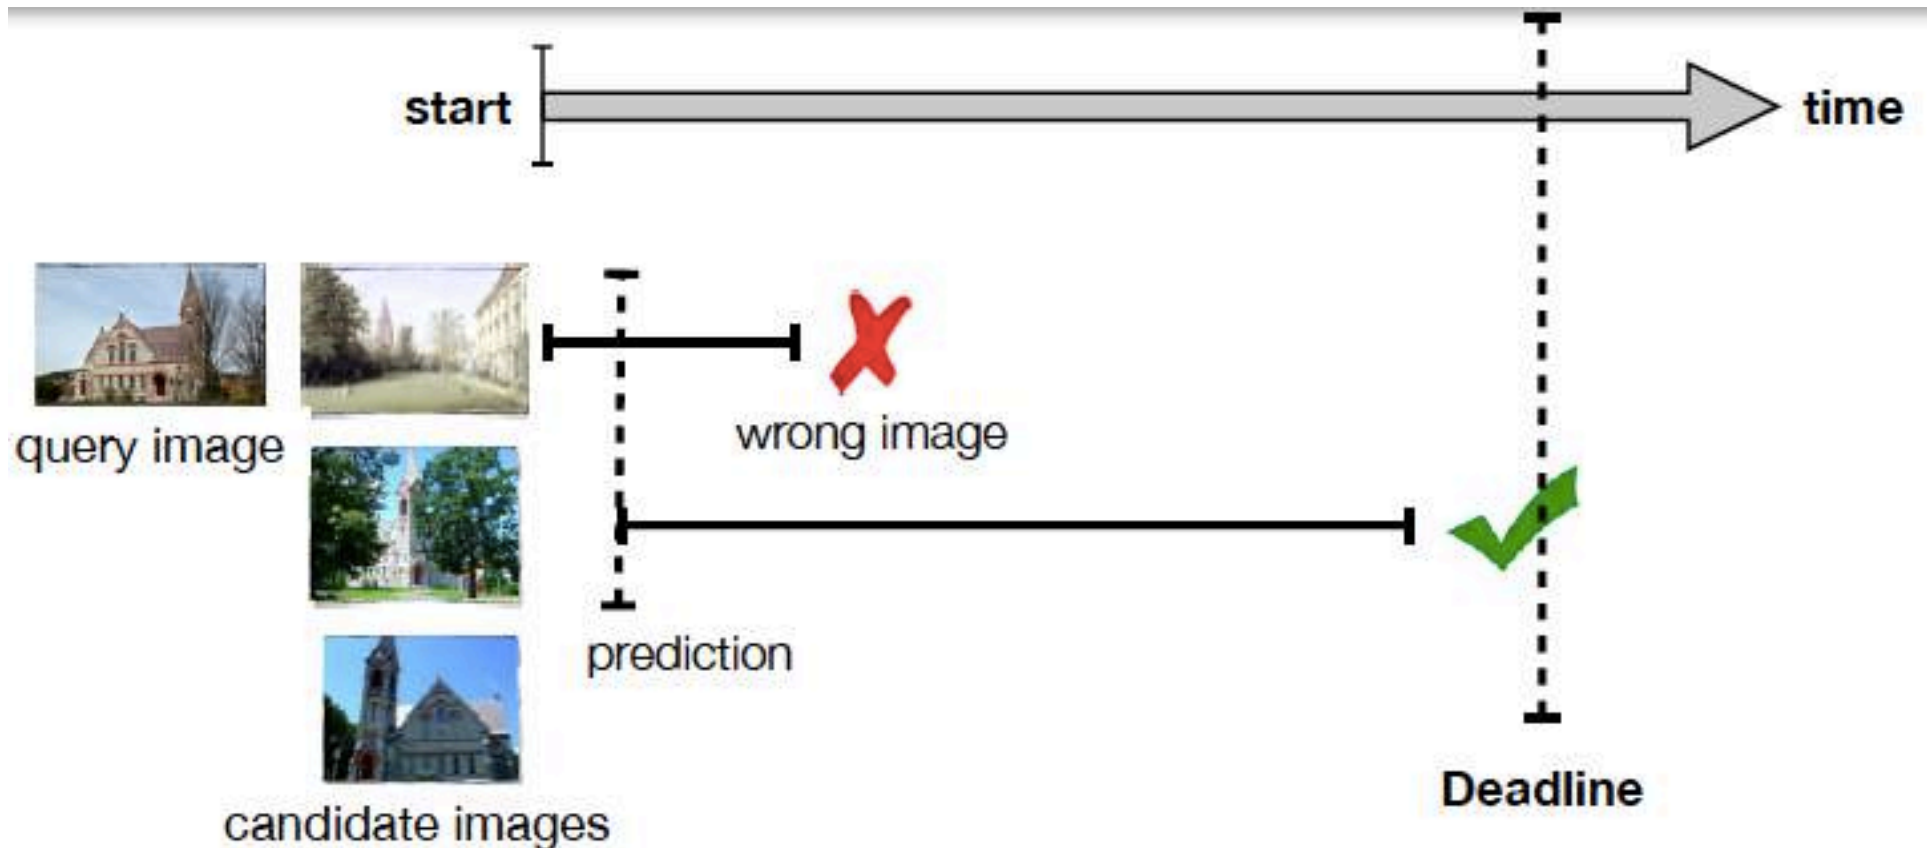 start
time
query image
wrong image
prediction
Deadline
candidate images